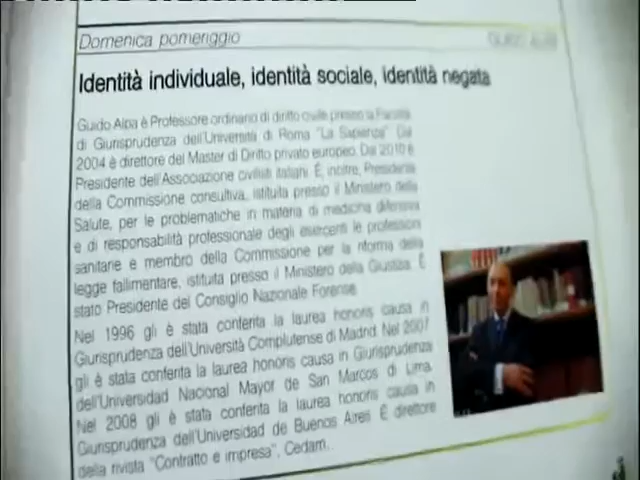 Domenica pomeriggio
Identità individuale, identità sociale, identità negata
Guido Alpa è Professore ordinario di diritto civile presso la Facoltà
di Giurisprudenza dell'Università di Roma "La Sapienza". Dal
2004 è direttore del Master di Diritto privato europeo. Dal 2010 è
Presidente dell'Associazione civilisti italiani. È, inoltre, Presidente
della Commissione consultiva, istituita presso il Ministero della
Salute, per le problematiche in materia di medicina difensiva
e di responsabilità professionale degli esercenti le professioni
sanitarie e membro della Commissione per la riforma della
legge fallimentare, istituita presso il Ministero della Giustizia. È
stato Presidente del Consiglio Nazionale Forense.
Nel 1996 gli è stata conferita la laurea honoris causa in
Giurisprudenza dell'Università Complutense di Madrid. Nel 2007
gli è stata conferita la laurea honoris causa in Giurisprudenza
dell'Universidad Nacional Mayor de San Marcos di Lima.
Nel 2008 gli è stata conferita la laurea honoris causa in
Giurisprudenza dell'Universidad de Buenos Aires. È direttore
della rivista "Contratto e impresa", Cedam.